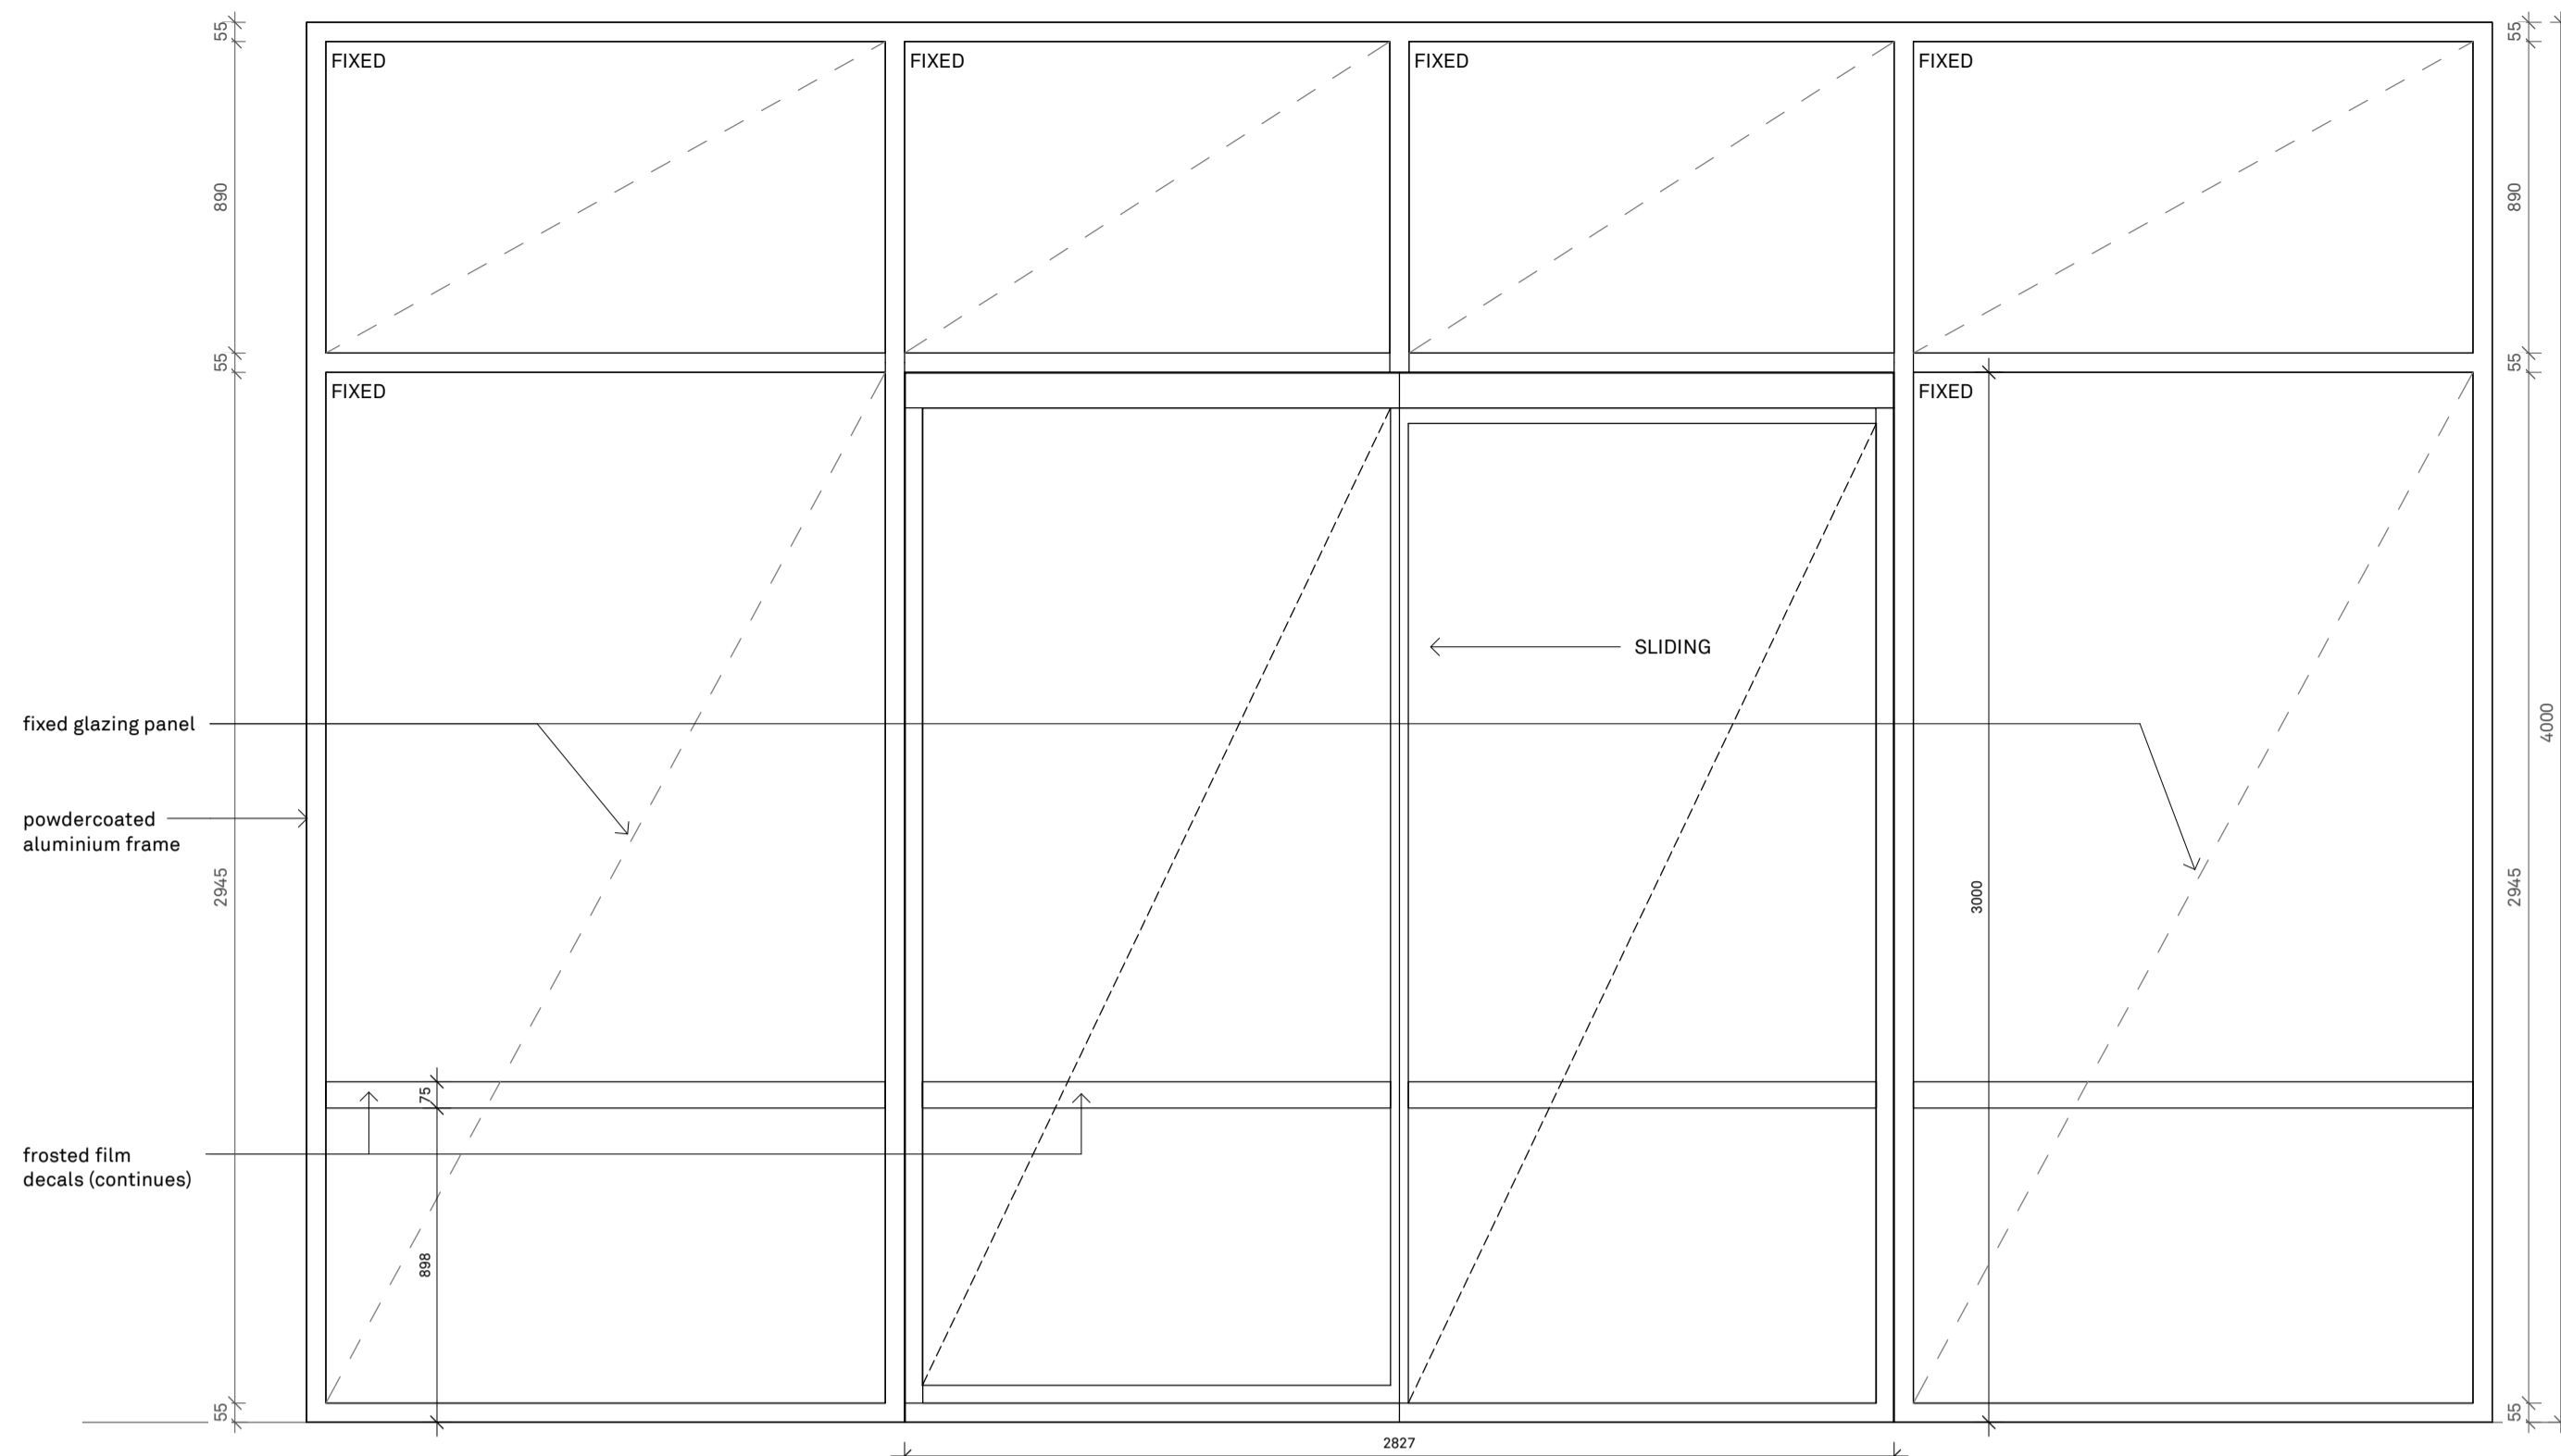 55
55
FIXED
FIXED
FIXED
FIXED
890
890
55
55
FIXED
FIXED
SLIDING
fixed glazing panel
4000
powdercoated
aluminium frame
2945
3000
2945
75
frosted film
decals (continues)
898
55
55
2827